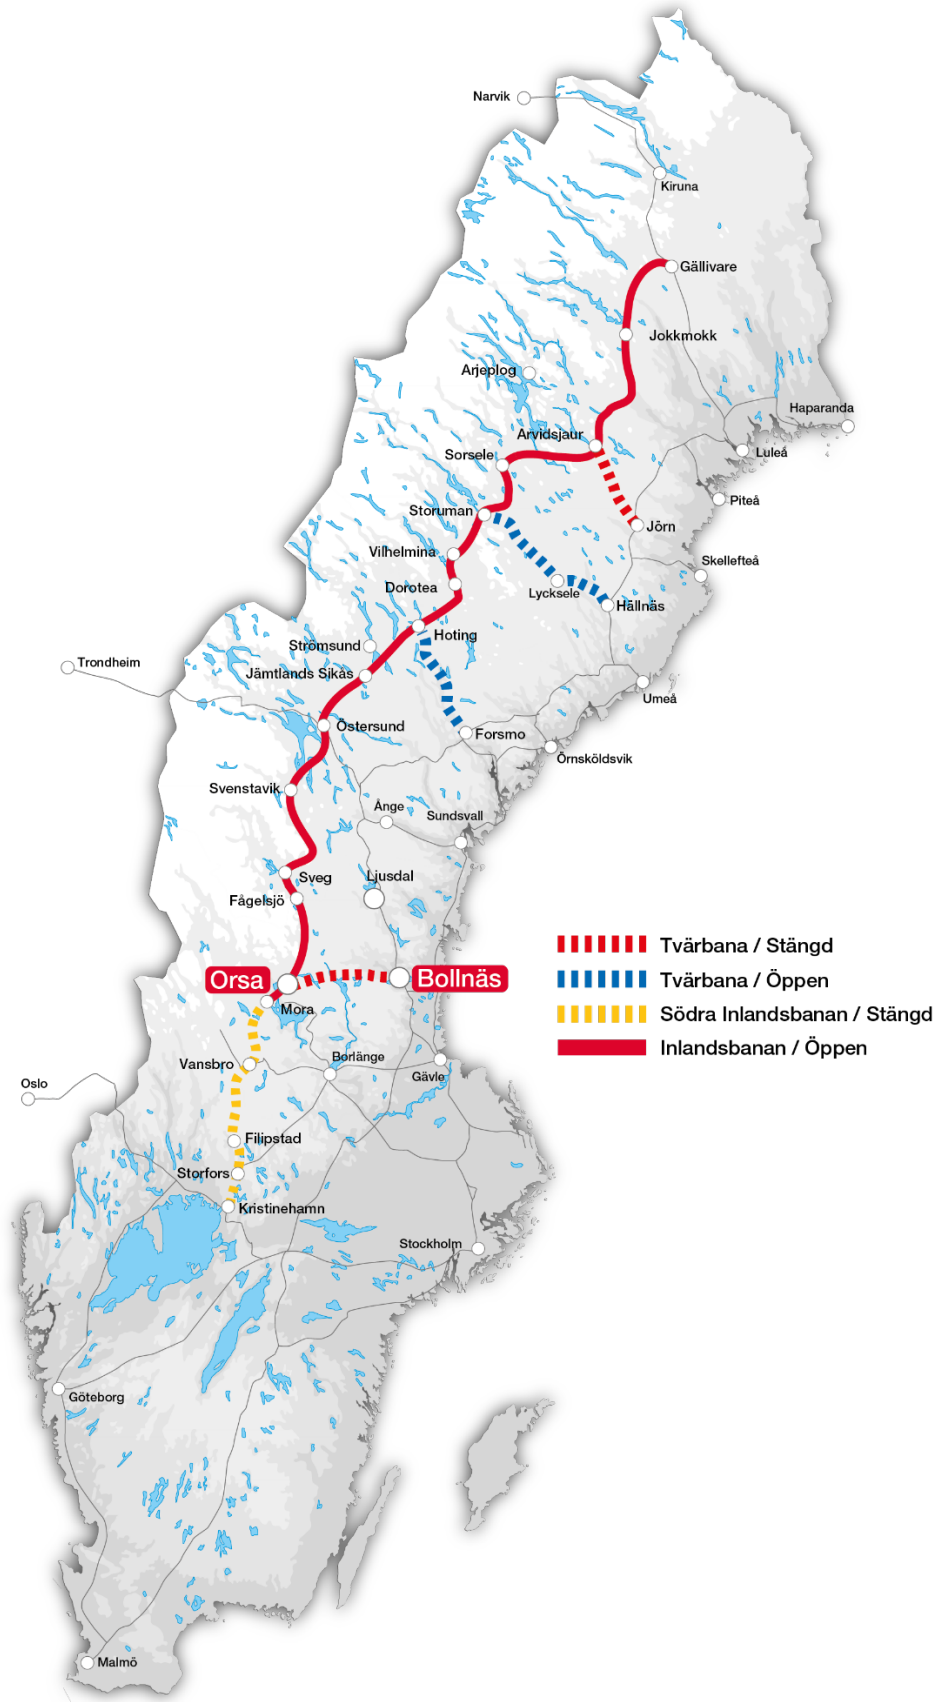 Narvik
Kiruna
Gällivare
Jokkmokk
Arjeplog
Haparanda
Arvidsjaur
Luleå
Sorsele
Piteå
Storuman
Jörn
Vilhelmina
Skellefteå
Dorotea
Lycksele
Hällnäs
Hoting
Strömsund
Trondheim
Jämtlands Sikås
Umeå
Östersund
Forsmo
Örnsköldsvik
Svenstavik
Ånge
Sundsvall
Sveg
Ljusdal
Fågelsjö
Tvärbana / Stängd
Orsa
Bollnäs
Tvärbana / Öppen
Mora
Södra Inlandsbanan / Stängd
Inlandsbanan / Öppen
Vansbro
Borlänge
Gävle
Oslo
Filipstad
Storfors
Kristinehamn
Stockholm
Göteborg
Malmö